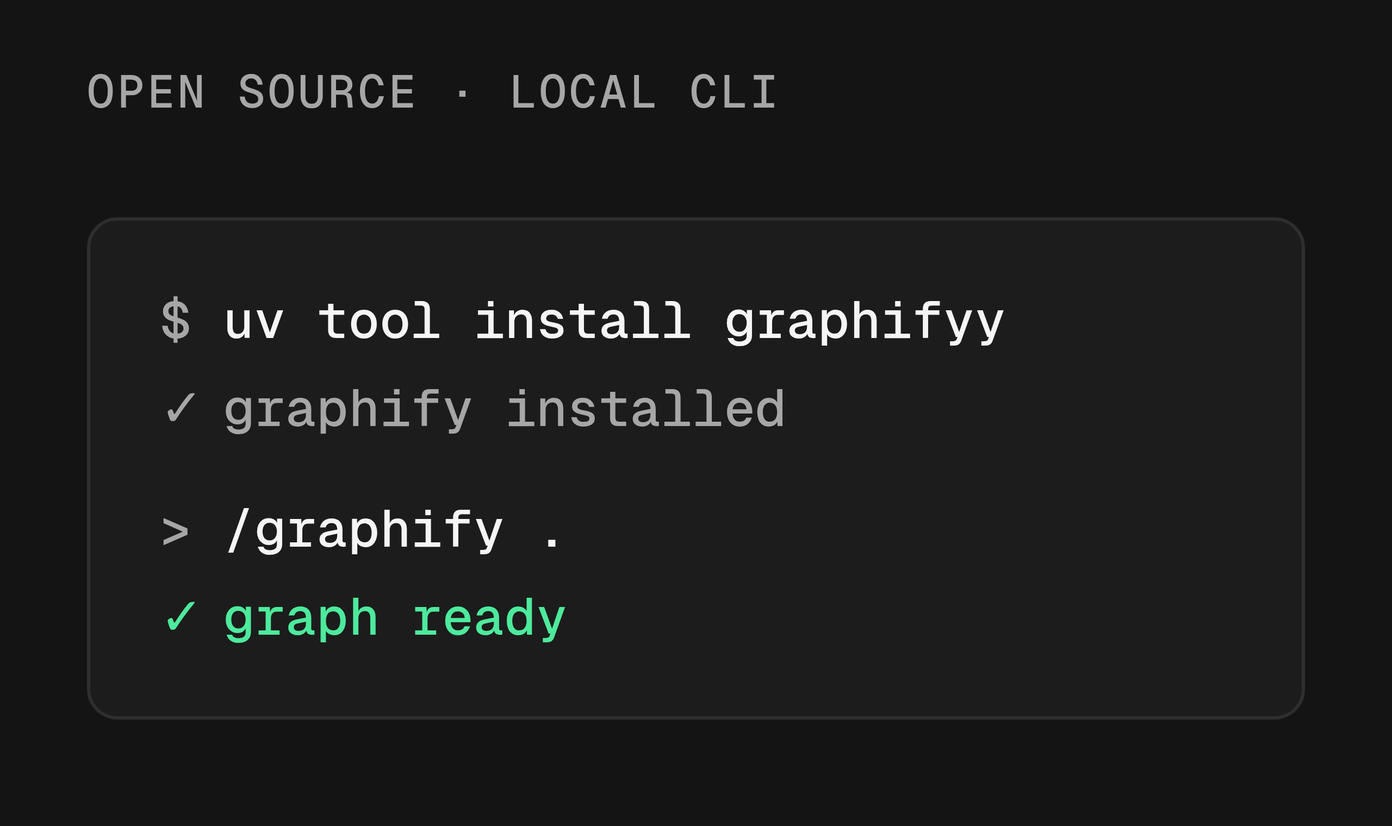 OPEN SOURCE · LOCAL CLI
$ uv tool install graphifyy
✓ graphify installed
> /graphify .
✓ graph ready